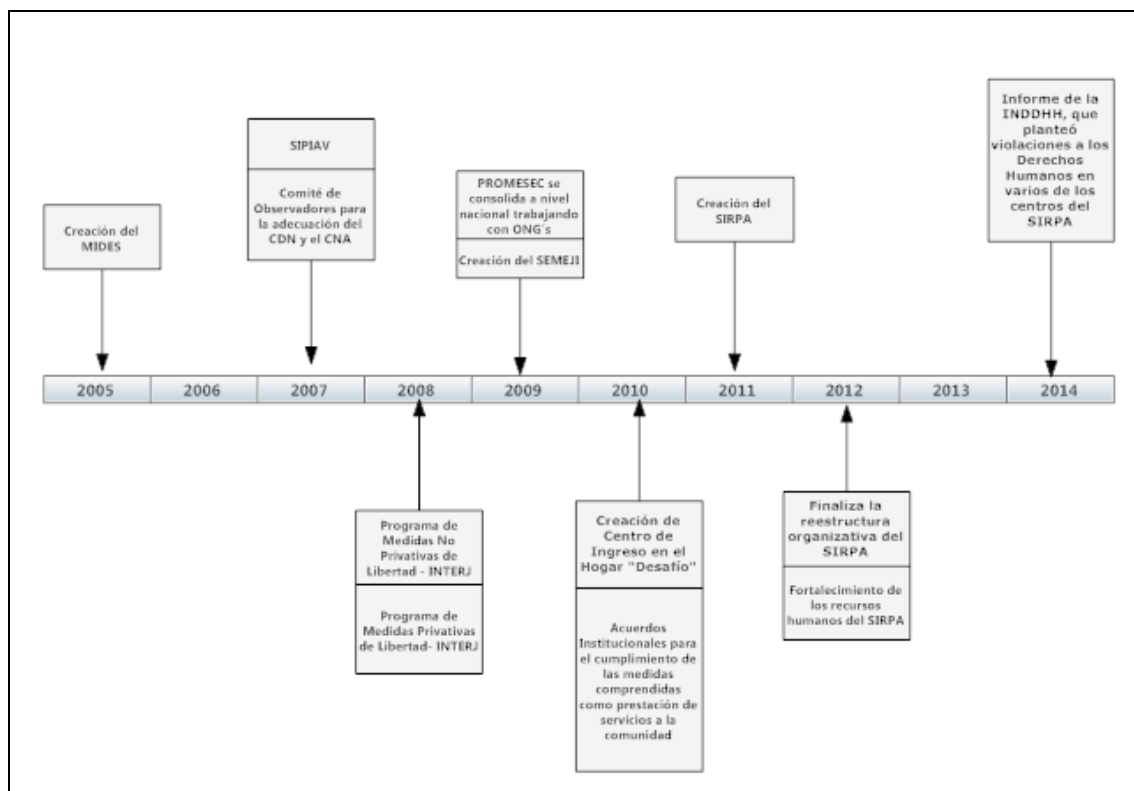 Creación del
MIDES
SIPIAV
Comité de
Observadores para
la adecuación del
CDN y el CNA
PROMESEC se
consolida a nivel
nacional trabajando
con ONG´s
Creación del SEMEJI
Creación del
SIRPA
Informe de la
INDDHH, que
planteó
violaciones a los
Derechos
Humanos en
varios de los
centros del
SIRPA
2005
2006
2007
2008
2009
2010
2011
2012
2013
2014
Programa de
Medidas No
Privativas de
Libertad - INTERJ
Programa de
Medidas Privativas
de Libertad- INTERJ
Creación de
Centro de
Ingreso en el
Hogar "Desafío"
Acuerdos
Institucionales para
el cumplimiento de
las medidas
comprendidas
como prestación de
servicios a la
comunidad
Finaliza la
reestructura
organizativa del
SIRPA
Fortalecimiento de
los recursos
humanos del SIRPA